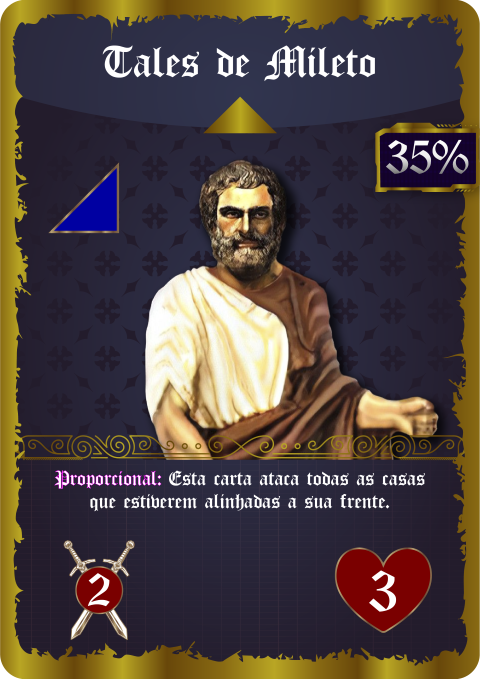 Tales de Mileto
35%
Proporcional: Esta carta ataca todas as casas
que estiverem alinhadas a sua frente.
2
3